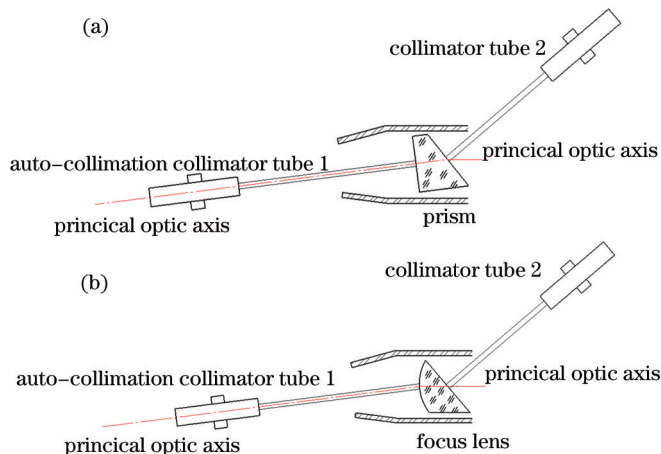 (a)
collimator tube 2
auto-collimation collimator tube 1
princical optic axis
princical optic axis
prism
(b)
collimator tube 2
auto-collimation collimator tube 1
princical optic axis
princical optic axis
focus lens